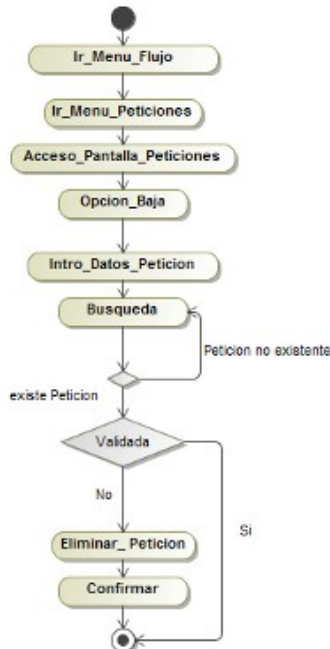 Ir_Menu_Flujo
Ir_Menu_Peticiones
Acceso_Pantalla_Peticiones
Opcion_Baja
Intro_Datos_Peticion
Busqueda
Peticion no existente
existe Peticion
Validada
No
Si
Eliminar_ Peticion
Confirmar